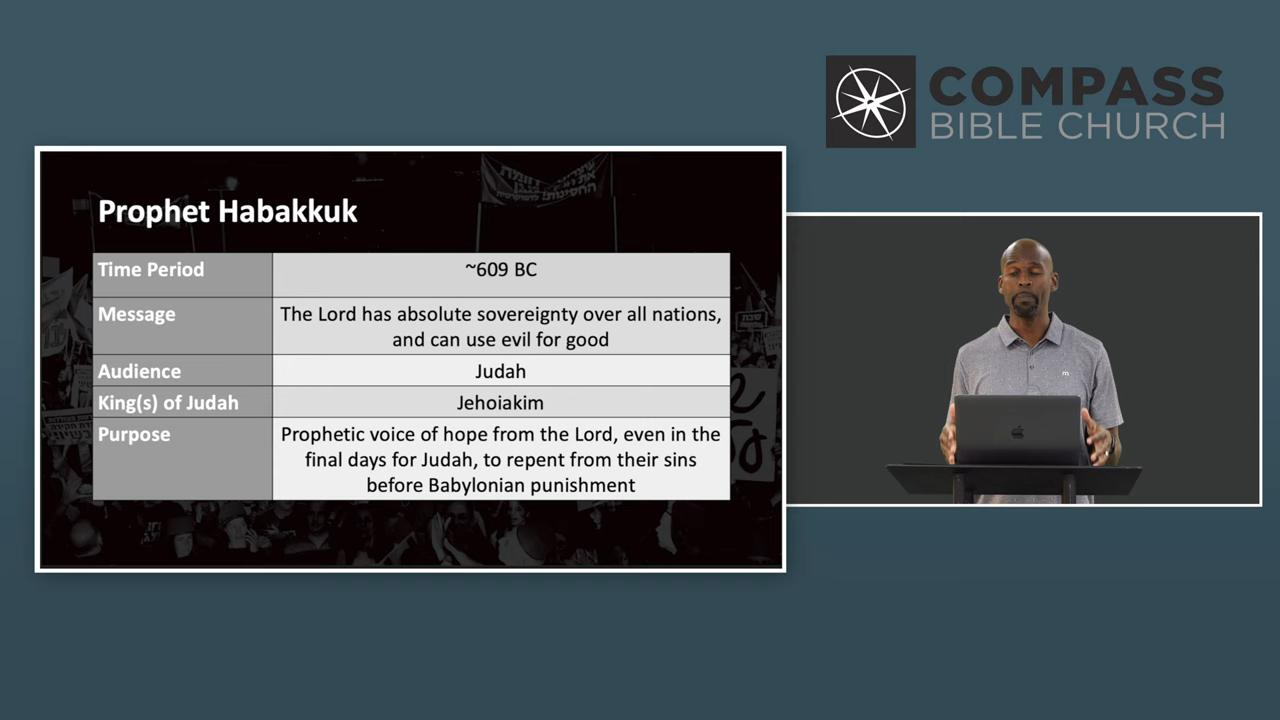 COMPASS
BIBLE CHURCH
Prophet Habakkuk
Time Period
~609 BC
Message
The Lord has absolute sovereignty over all nations,
and can use evil for good
Audience
Judah
King(s) of Judah
Jehoiakim
Purpose
Prophetic voice of hope from the Lord, even in the
final days for Judah, to repent from their sins
before Babylonian punishment
m